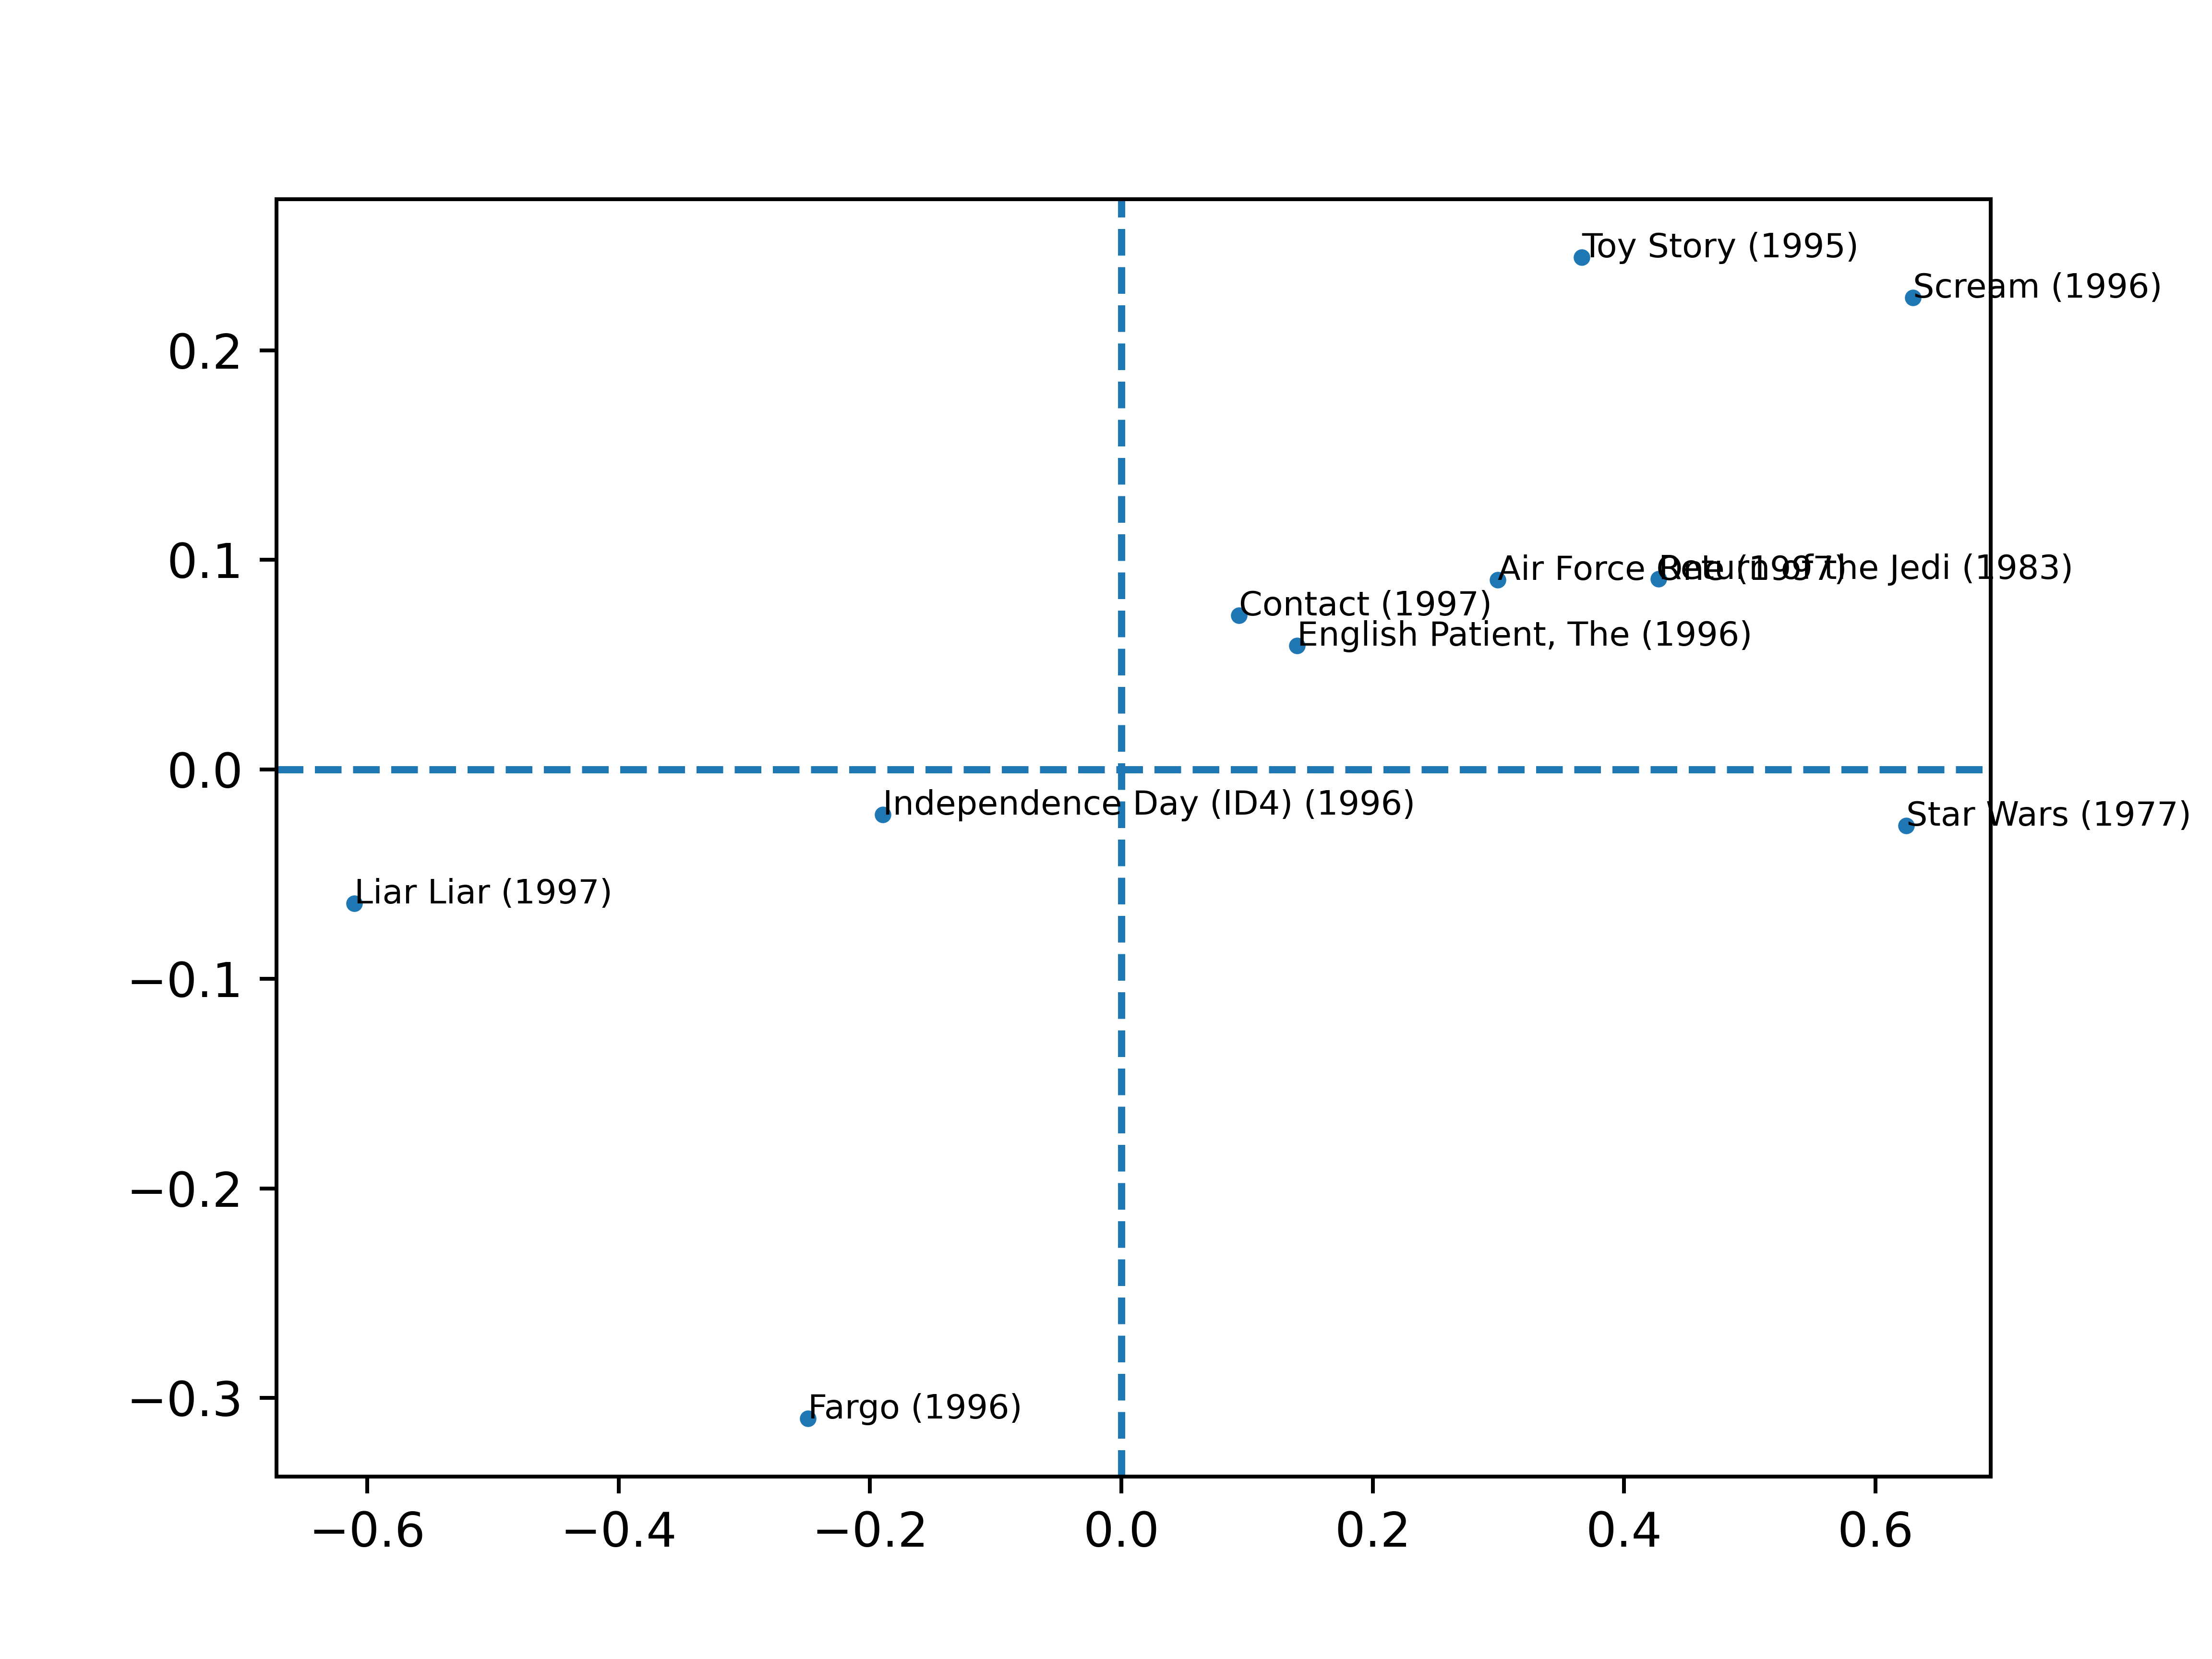 Toy Story (1995)
Scream (1996)
0.2
0.1
Air Force One (1997)
Return of the Jedi (1983)
Contact (1997)
English Patient, The (1996)
0.0
Independence Day (ID4) (1996)
Star Wars (1977)
Liar Liar (1997)
−0.1
−0.2
−0.3
Fargo (1996)
−0.6 −0.4 −0.2 0.0 0.2 0.4 0.6